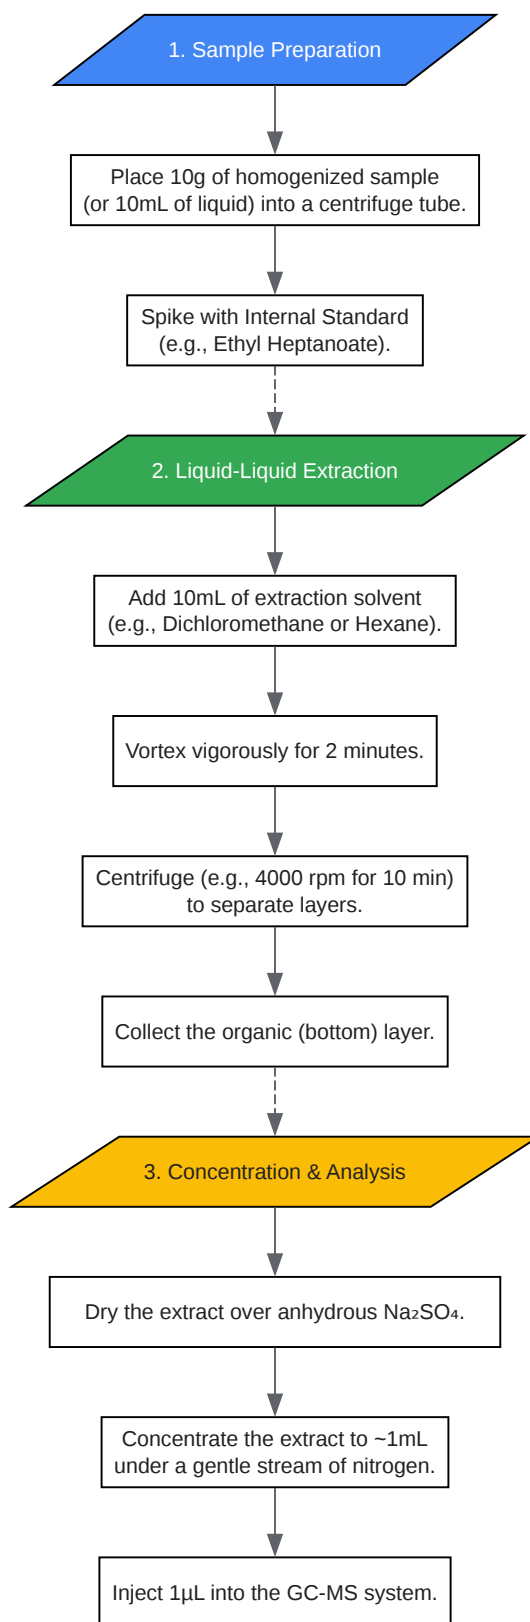 1. Sample Preparation
Place 10g of homogenized sample
(or 10mL of liquid) into a centrifuge tube.
Spike with Internal Standard
(e.g., Ethyl Heptanoate).
2. Liquid-Liquid Extraction
Add 10mL of extraction solvent
(e.g., Dichloromethane or Hexane).
Vortex vigorously for 2 minutes.
Centrifuge (e.g., 4000 rpm for 10 min)
to separate layers.
Collect the organic (bottom) layer.
3. Concentration & Analysis
Dry the extract over anhydrous Na₂SO₄.
Concentrate the extract to ~1mL
under a gentle stream of nitrogen.
Inject 1µL into the GC-MS system.